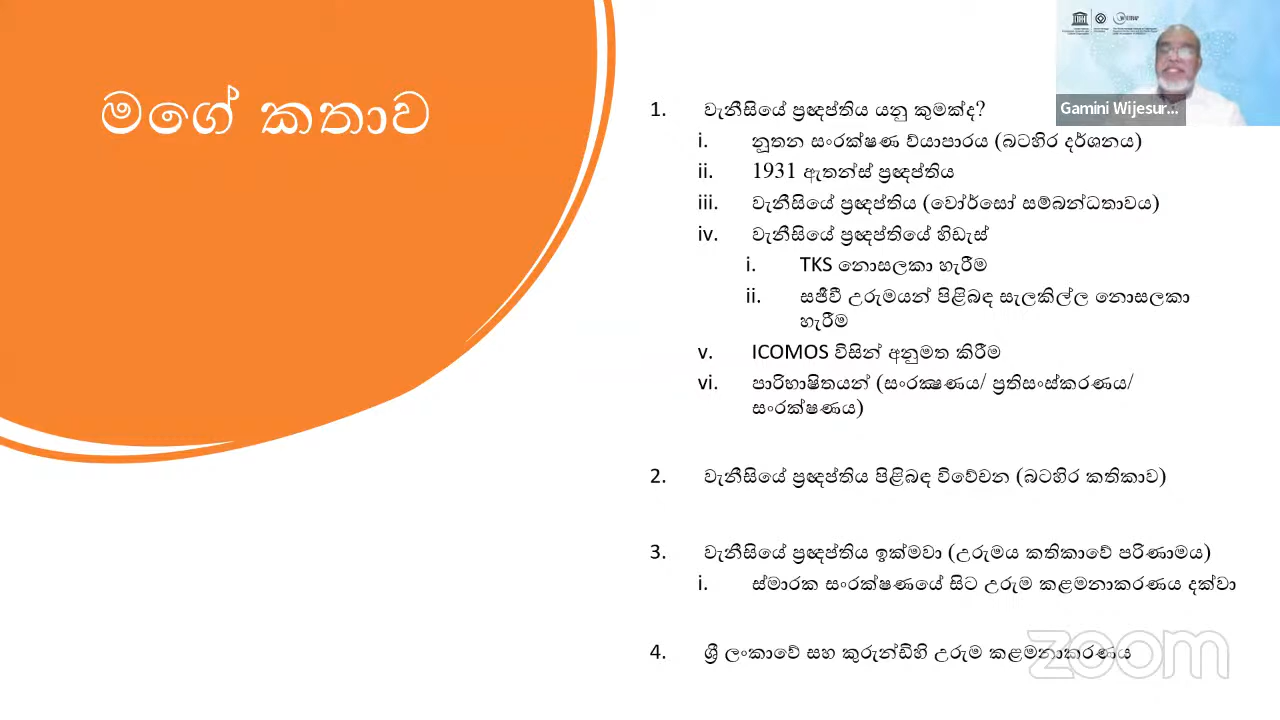 මගේ කතාව
Gamini Wijesur...
1. වැනීසියේ ප්‍රඥප්තිය යනු කුමක්ද?
i. නූතන සංරක්ෂණ ව්යාපාරය (බටහිර දර්ශනය)
ii. 1931 ඇතන්ස් ප්‍රඥප්තිය
iii. වැනීසියේ ප්‍රඥප්තිය (වෝර්සෝ සම්බන්ධතාවය)
iv. වැනීසියේ ප්‍රඥප්තියේ හිඩැස්
i. TKS නොසලකා හැරීම
ii. සජීවී උරුමයන් පිළිබඳ සැලකිල්ල නොසලකා
හැරීම
v. ICOMOS විසින් අනුමත කිරීම
vi. පාරිභාෂිතයන් (සංරක්‍ෂණය/ ප්‍රතිසංස්කරණය/
සංරක්ෂණය)
2. වැනීසියේ ප්‍රඥප්තිය පිළිබඳ විවේචන (බටහිර කතිකාව)
3. වැනීසියේ ප්‍රඥප්තිය ඉක්මවා (උරුමය කතිකාවේ පරිණාමය)
i. ස්මාරක සංරක්ෂණයේ සිට උරුම කළමනාකරණය දක්වා
4. ශ්‍රී ලංකාවේ සහ කුරුන්ඩිහි උරුම කළමනාකරණය
zoom